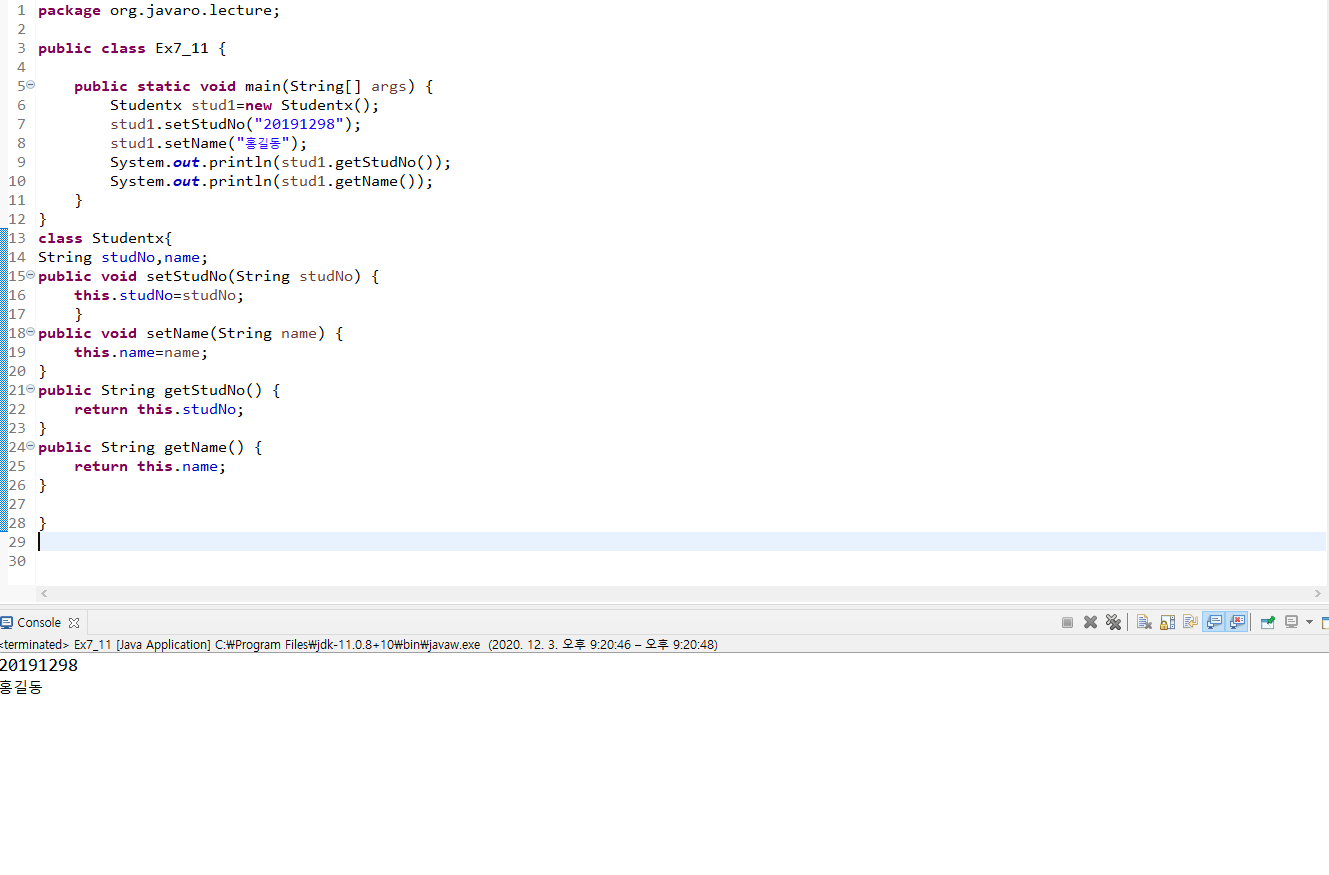 1 package org.javaro.lecture;
2
3 public class Ex7_11 {
4
5     public static void main(String[] args) {
6         Studentx stud1=new Studentx();
7         stud1.setStudNo("20191298");
8         stud1.setName("홍길동");
9         System.out.println(stud1.getStudNo());
10         System.out.println(stud1.getName());
11     }
12 }
13 class Studentx{
14 String studNo,name;
15 public void setStudNo(String studNo) {
16     this.studNo=studNo;
17     }
18 public void setName(String name) {
19     this.name=name;
20 }
21 public String getStudNo() {
22     return this.studNo;
23 }
24 public String getName() {
25     return this.name;
26 }
27
28 }
29
30
Console
<terminated> Ex7_11 [Java Application] C:₩Program Files₩jdk-11.0.8+10₩bin₩javaw.exe (2020. 12. 3. 오후 9:20:46 – 오후 9:20:48)
20191298
홍길동